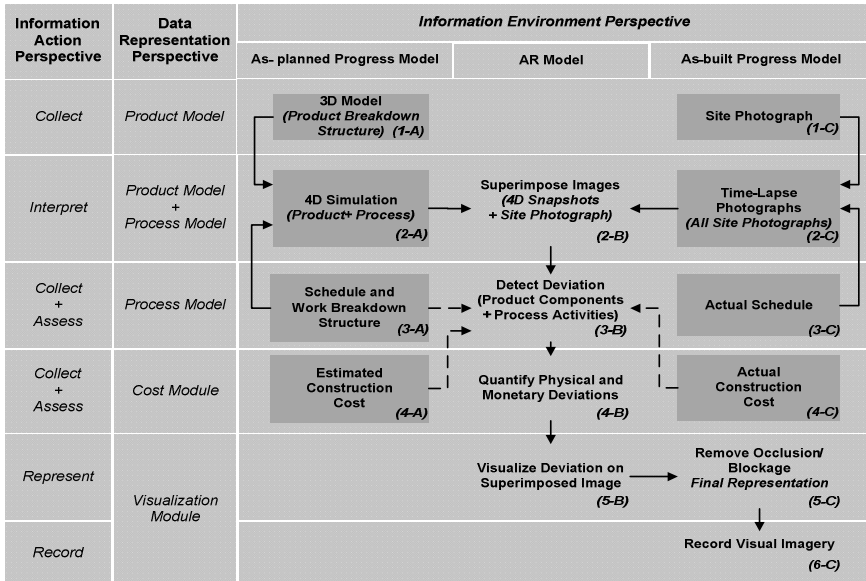 Information Action Perspective
Data Representation Perspective
Information Environment Perspective
As- planned Progress Model
AR Model
As-built Progress Model
Collect
Product Model
3D Model
(Product Breakdown
Structure) (1-A)
Site Photograph
(1-C)
Interpret
Product Model
+
Process Model
4D Simulation
(Product+ Process)
(2-A)
Superimpose Images
(4D Snapshots
+ Site Photograph)
(2-B)
Time-Lapse
Photographs
(All Site Photographs)
(2-C)
Collect
+
Assess
Process Model
Schedule and
Work Breakdown
Structure
(3-A)
Detect Deviation
(Product Components
+ Process Activities)
(3-B)
Actual Schedule
(3-C)
Collect
+
Assess
Cost Module
Estimated
Construction
Cost
(4-A)
Quantify Physical and
Monetary Deviations
(4-B)
Actual
Construction
Cost
(4-C)
Represent
Visualization
Module
Visualize Deviation on
Superimposed Image
(5-B)
Remove Occlusion/
Blockage
Final Representation
(5-C)
Record
Record Visual Imagery
(6-C)